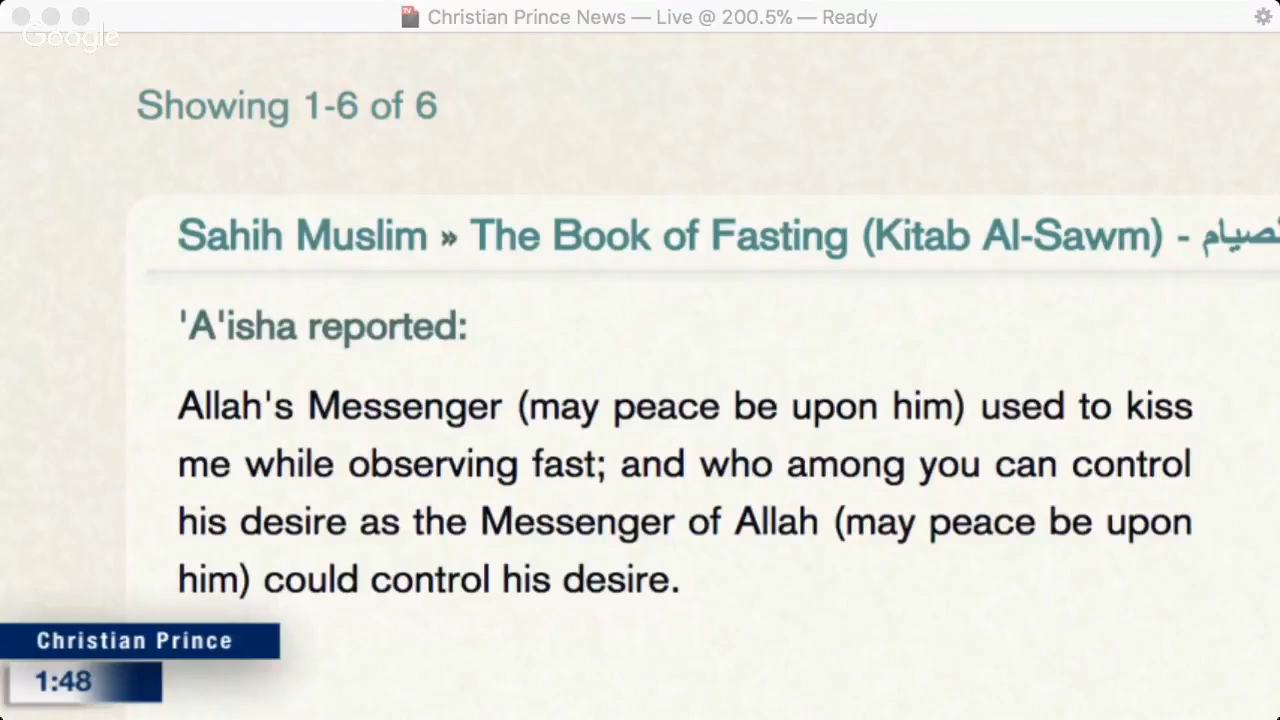 Christian Prince News — Live @ 200.5% — Ready
Google
Showing 1-6 of 6
Sahih Muslim » The Book of Fasting (Kitab Al-Sawm) -
'A'isha reported:
Allah's Messenger (may peace be upon him) used to kiss
me while observing fast; and who among you can control
his desire as the Messenger of Allah (may peace be upon
him) could control his desire.
Christian Prince
1:48